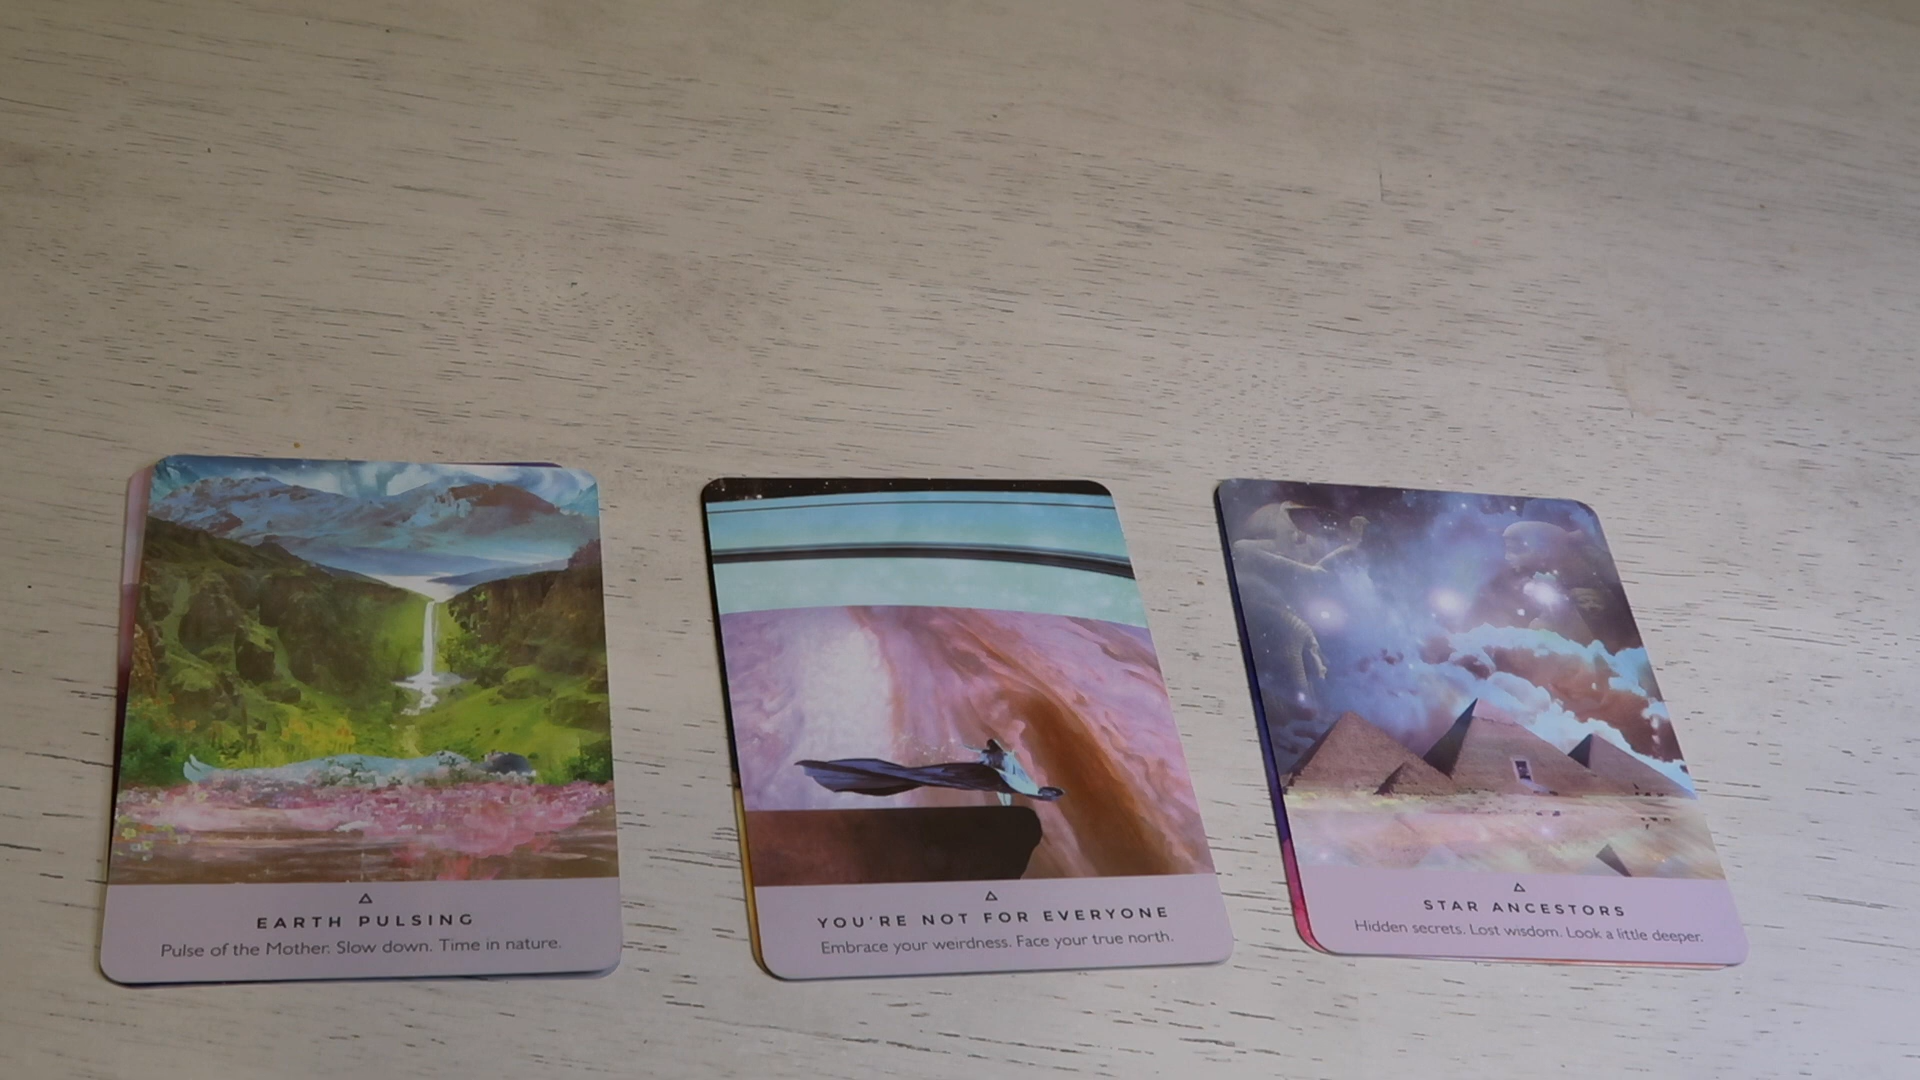 EARTH PULSING
Pulse of the Mother. Slow down. Time in nature.
YOU'RE NOT FOR EVERYONE
Embrace your weirdness. Face your true north.
STAR ANCESTORS
Hidden secrets. Lost wisdom. Look a little deeper.